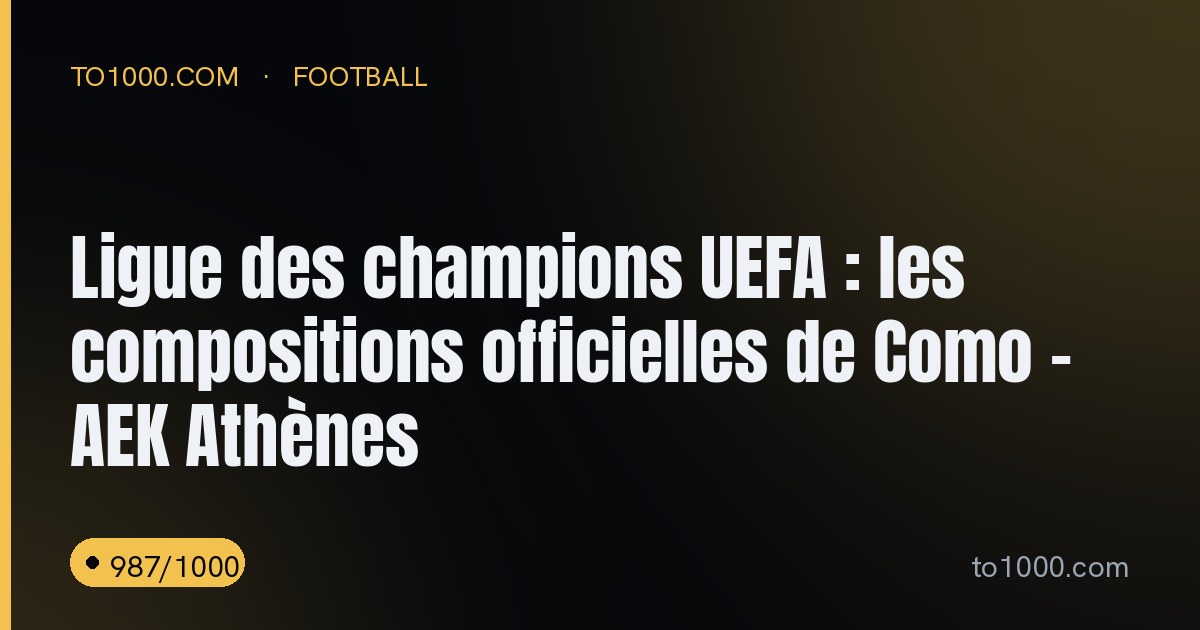 TO1000.COM · FOOTBALL
Ligue des champions UEFA : les
compositions officielles de Como -
AEK Athènes
987/1000
to1000.com